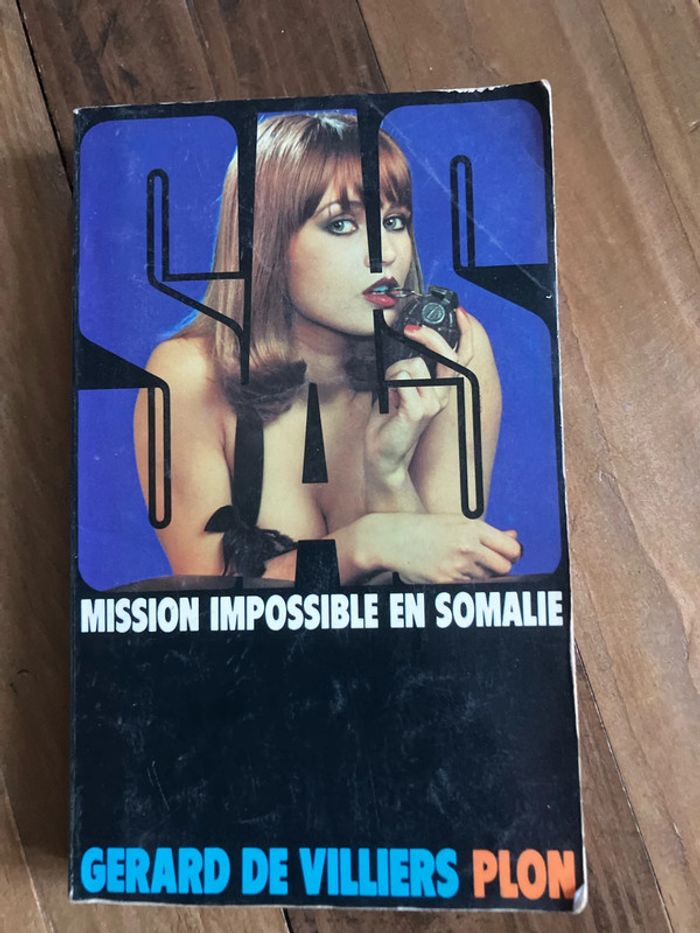 SAS
MISSION IMPOSSIBLE EN SOMALIE
GERARD DE VILLIERS PLON